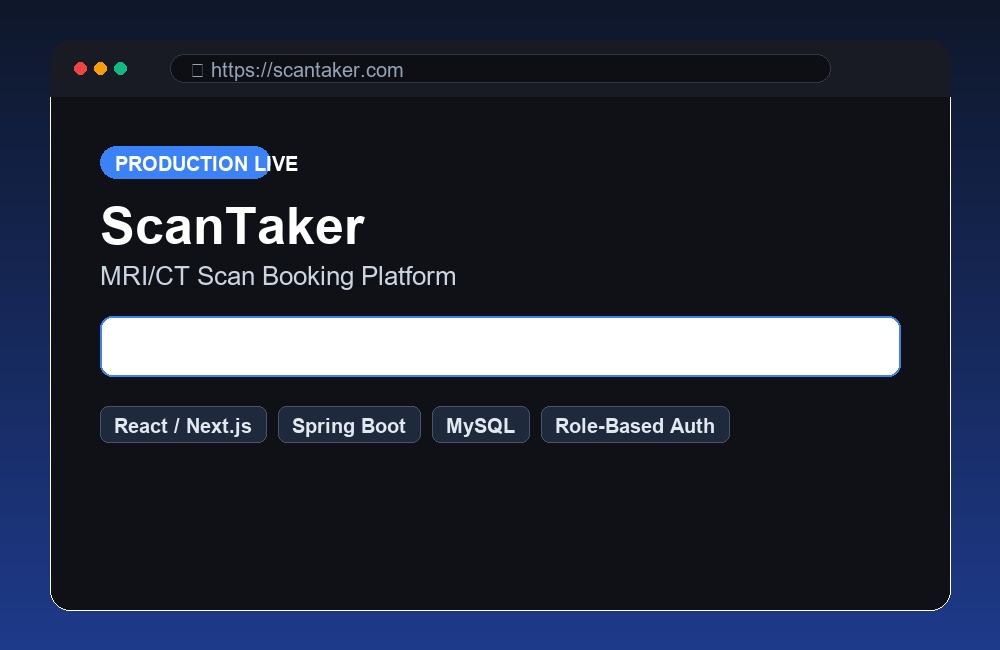 https://scantaker.com
PRODUCTION LIVE
ScanTaker
MRI/CT Scan Booking Platform
React / Next.js Spring Boot MySQL Role-Based Auth